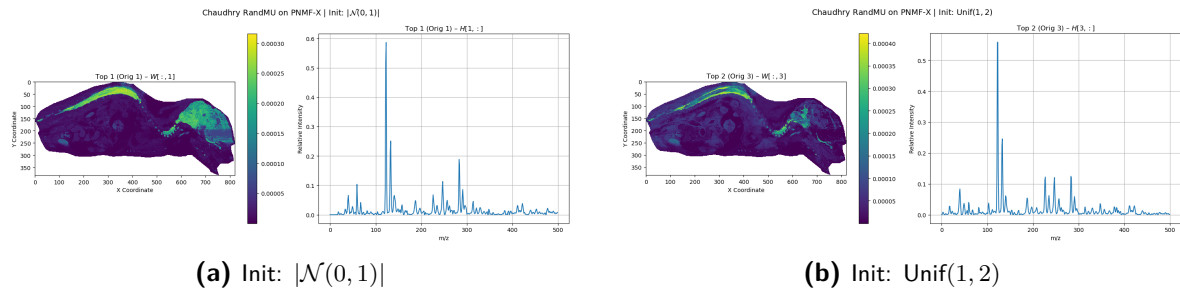 Chaudhry RandMU on PNMF-X | Init: |𝒩(0, 1)|
Top 1 (Orig 1) – W[:, 1]
0.00030
0.00025
0.00020
0.00015
0.00010
0.00005
0
50
100
150
200
250
300
350
Y Coordinate
0 100 200 300 400 500 600 700 800
X Coordinate
Top 1 (Orig 1) – H[1, :]
0.6
0.5
0.4
0.3
0.2
0.1
0.0
Relative Intensity
0 100 200 300 400 500
m/z
(a) Init: |𝒩(0, 1)|
Chaudhry RandMU on PNMF-X | Init: Unif(1, 2)
Top 2 (Orig 3) – W[:, 3]
0.00040
0.00035
0.00030
0.00025
0.00020
0.00015
0.00010
0.00005
0
50
100
150
200
250
300
350
Y Coordinate
0 100 200 300 400 500 600 700 800
X Coordinate
Top 2 (Orig 3) – H[3, :]
0.5
0.4
0.3
0.2
0.1
0.0
Relative Intensity
0 100 200 300 400 500
m/z
(b) Init: Unif(1, 2)